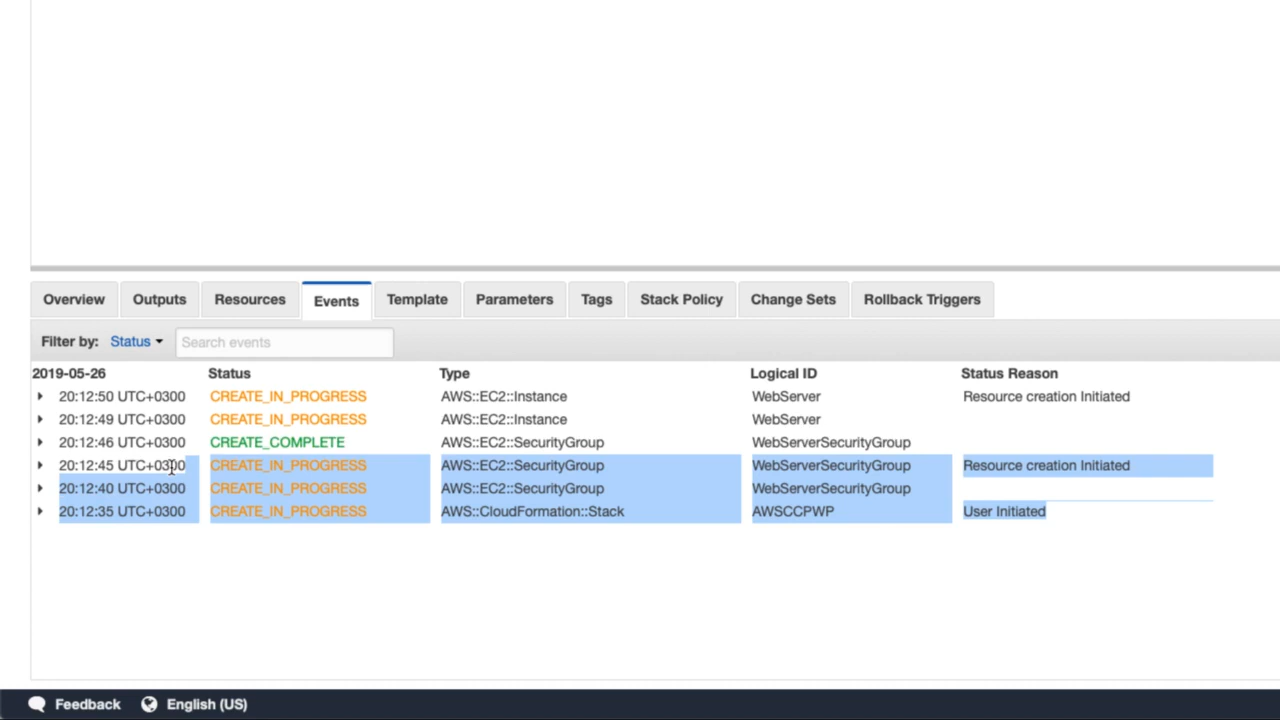 Overview Outputs Resources Events Template Parameters Tags Stack Policy Change Sets Rollback Triggers
Filter by: Status Search events
2019-05-26 Status Type Logical ID Status Reason
20:12:50 UTC+0300 CREATE_IN_PROGRESS AWS::EC2::Instance WebServer Resource creation Initiated
20:12:49 UTC+0300 CREATE_IN_PROGRESS AWS::EC2::Instance WebServer
20:12:46 UTC+0300 CREATE_COMPLETE AWS::EC2::SecurityGroup WebServerSecurityGroup
20:12:45 UTC+0300 CREATE_IN_PROGRESS AWS::EC2::SecurityGroup WebServerSecurityGroup Resource creation Initiated
20:12:40 UTC+0300 CREATE_IN_PROGRESS AWS::EC2::SecurityGroup WebServerSecurityGroup
20:12:35 UTC+0300 CREATE_IN_PROGRESS AWS::CloudFormation::Stack AWSCCPWP User Initiated
Feedback English (US)